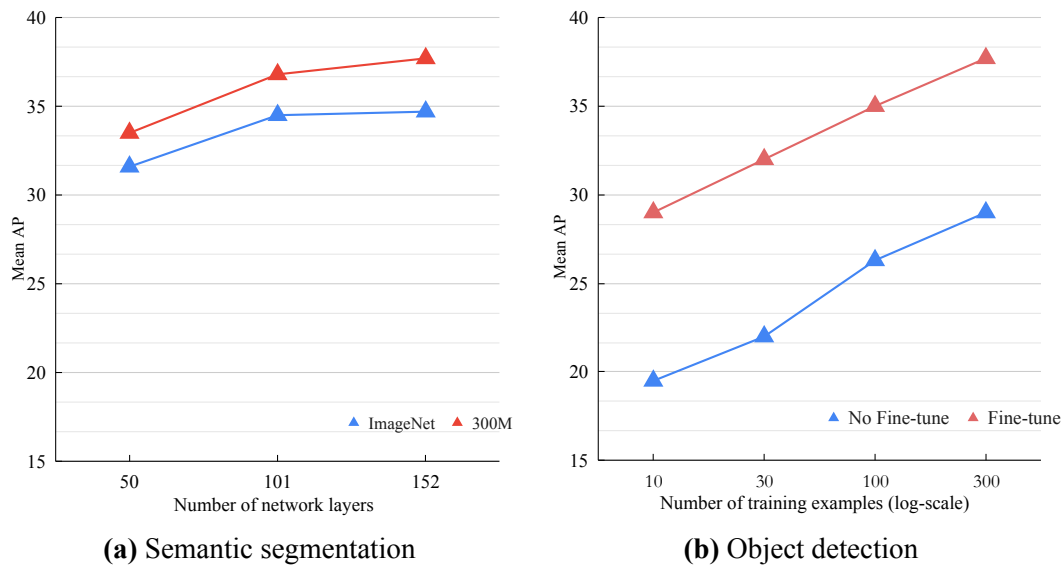 40
35
30
25
20
15
Mean AP
ImageNet 300M
50 101 152
Number of network layers
(a) Semantic segmentation
40
35
30
25
20
15
Mean AP
No Fine-tune Fine-tune
10 30 100 300
Number of training examples (log-scale)
(b) Object detection